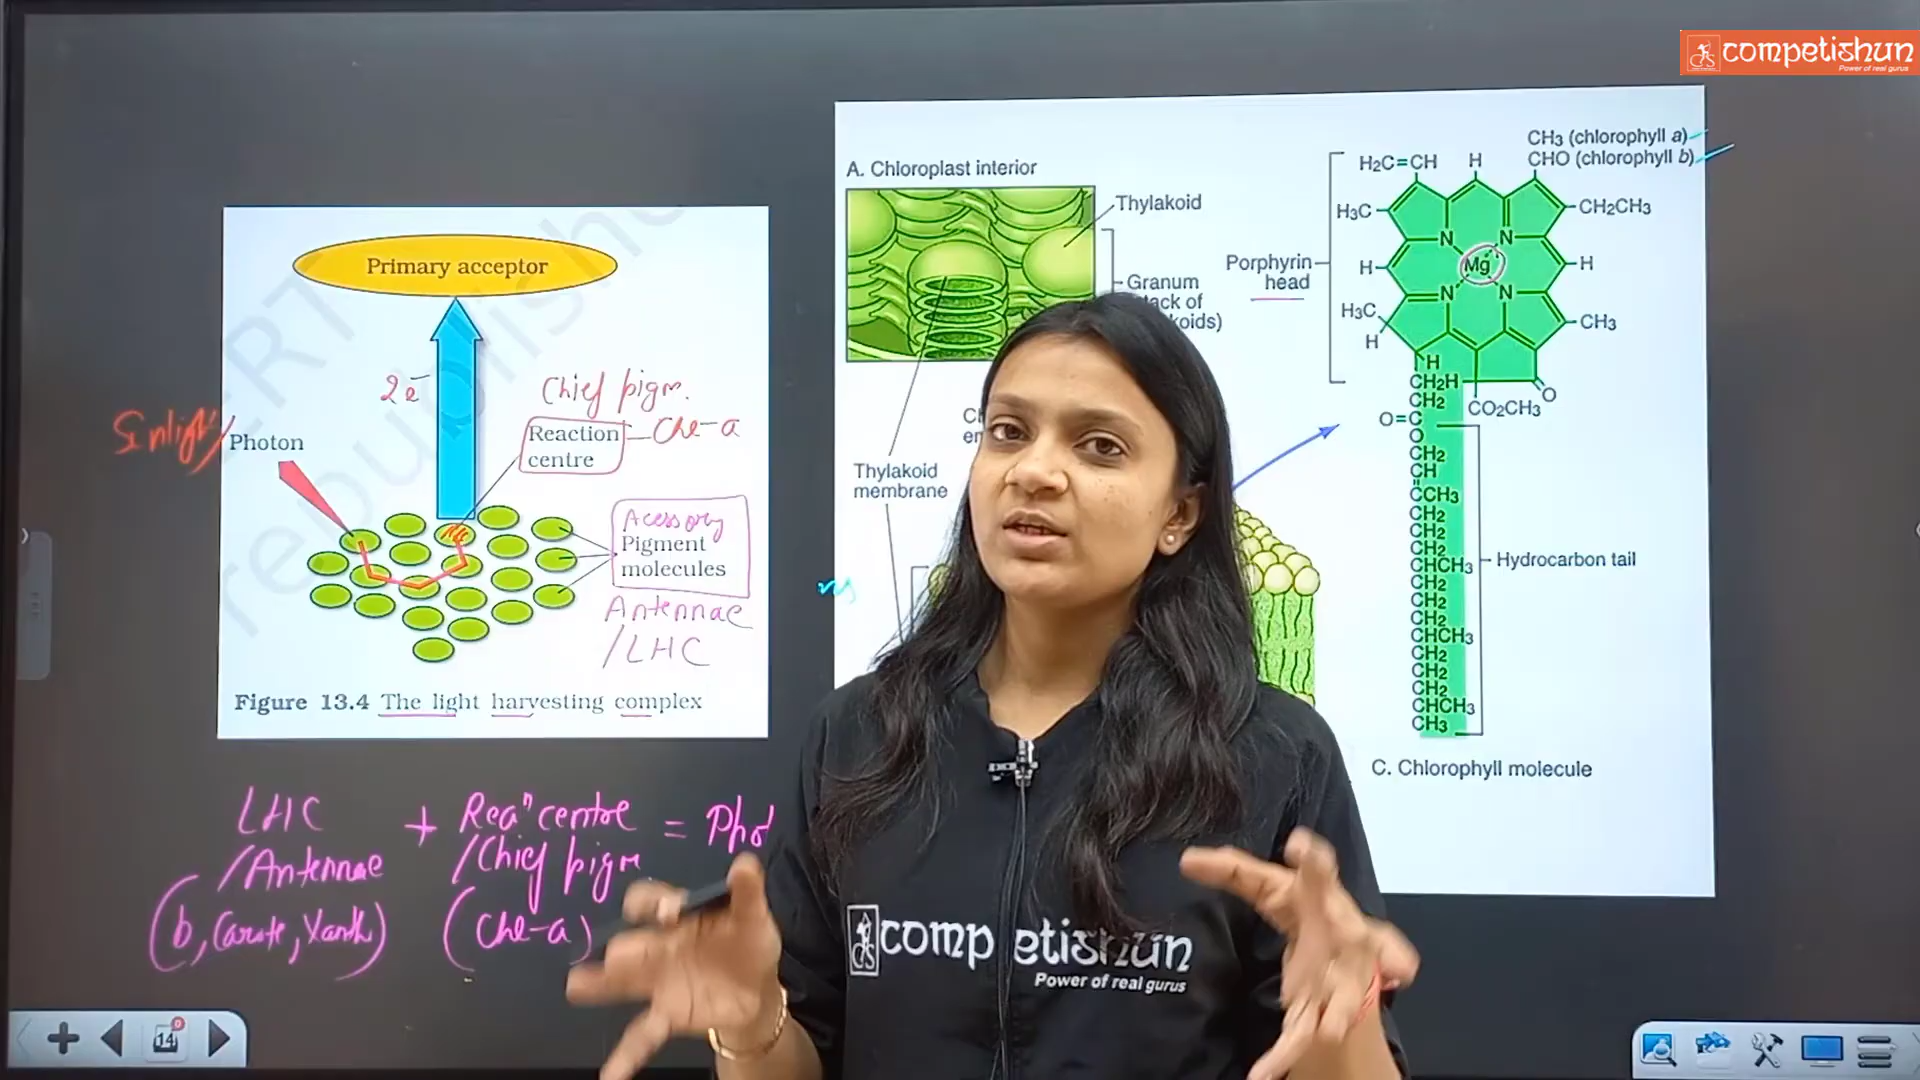 competishun
Power of real gurus
Primary acceptor
2e⁻
Chief pigm.
Reaction
centre
Chl-a
Sunlight/
Photon
Acessory
Pigment
molecules
Antennae
/LHC
Figure 13.4 The light harvesting complex
LHC
/Antennae
(b, Carote, Xanth)
+
Reaⁿ centre
/Chief pigm
(Chl-a)
=
A. Chloroplast interior
Thylakoid
Granum
Thylakoid
membrane
CH3 (chlorophyll a)
CHO (chlorophyll b)
H2C=CH
H
H3C
CH2CH3
N
N
Porphyrin
head
H
Mg
H
N
N
H3C
CH3
H
H
CH2H
CH2
O
CO2CH3
O=C
O
CH2
CH
CCH3
CH2
CH2
CH2
CHCH3
CH2
CH2
CH2
CHCH3
CH2
CH2
CH2
CHCH3
CH3
Hydrocarbon tail
C. Chlorophyll molecule
competishun
Power of real gurus
14
0